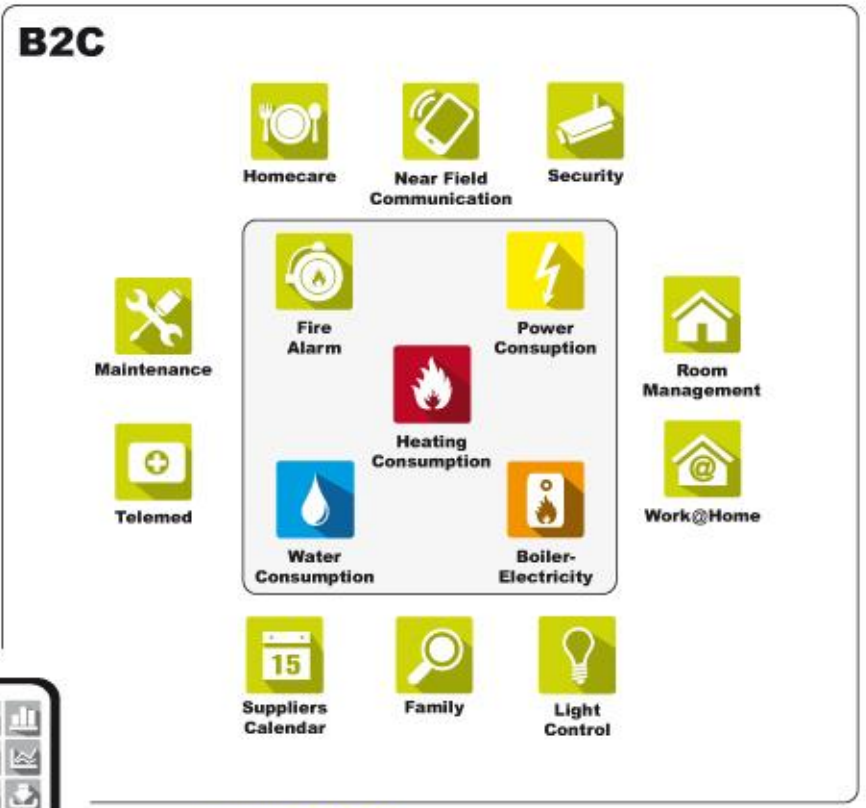 B2C
Homecare
Near Field
Communication
Security
Fire
Alarm
Power
Consuption
Maintenance
Room
Management
Heating
Consumption
Telemed
@
Work@Home
Water
Consumption
Boiler-
Electricity
15
Suppliers
Calendar
Family
Light
Control